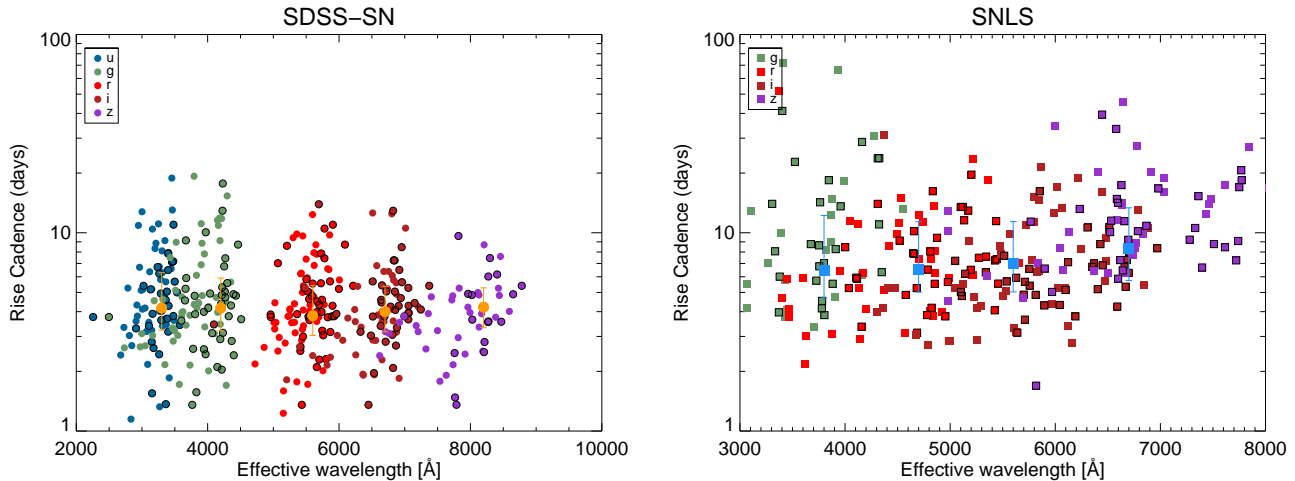 SDSS−SN
100
10
1
Rise Cadence (days)
u
g
r
i
z
2000 4000 6000 8000 10000
Effective wavelength [Å]
SNLS
100
10
1
Rise Cadence (days)
g
r
i
z
3000 4000 5000 6000 7000 8000
Effective wavelength [Å]